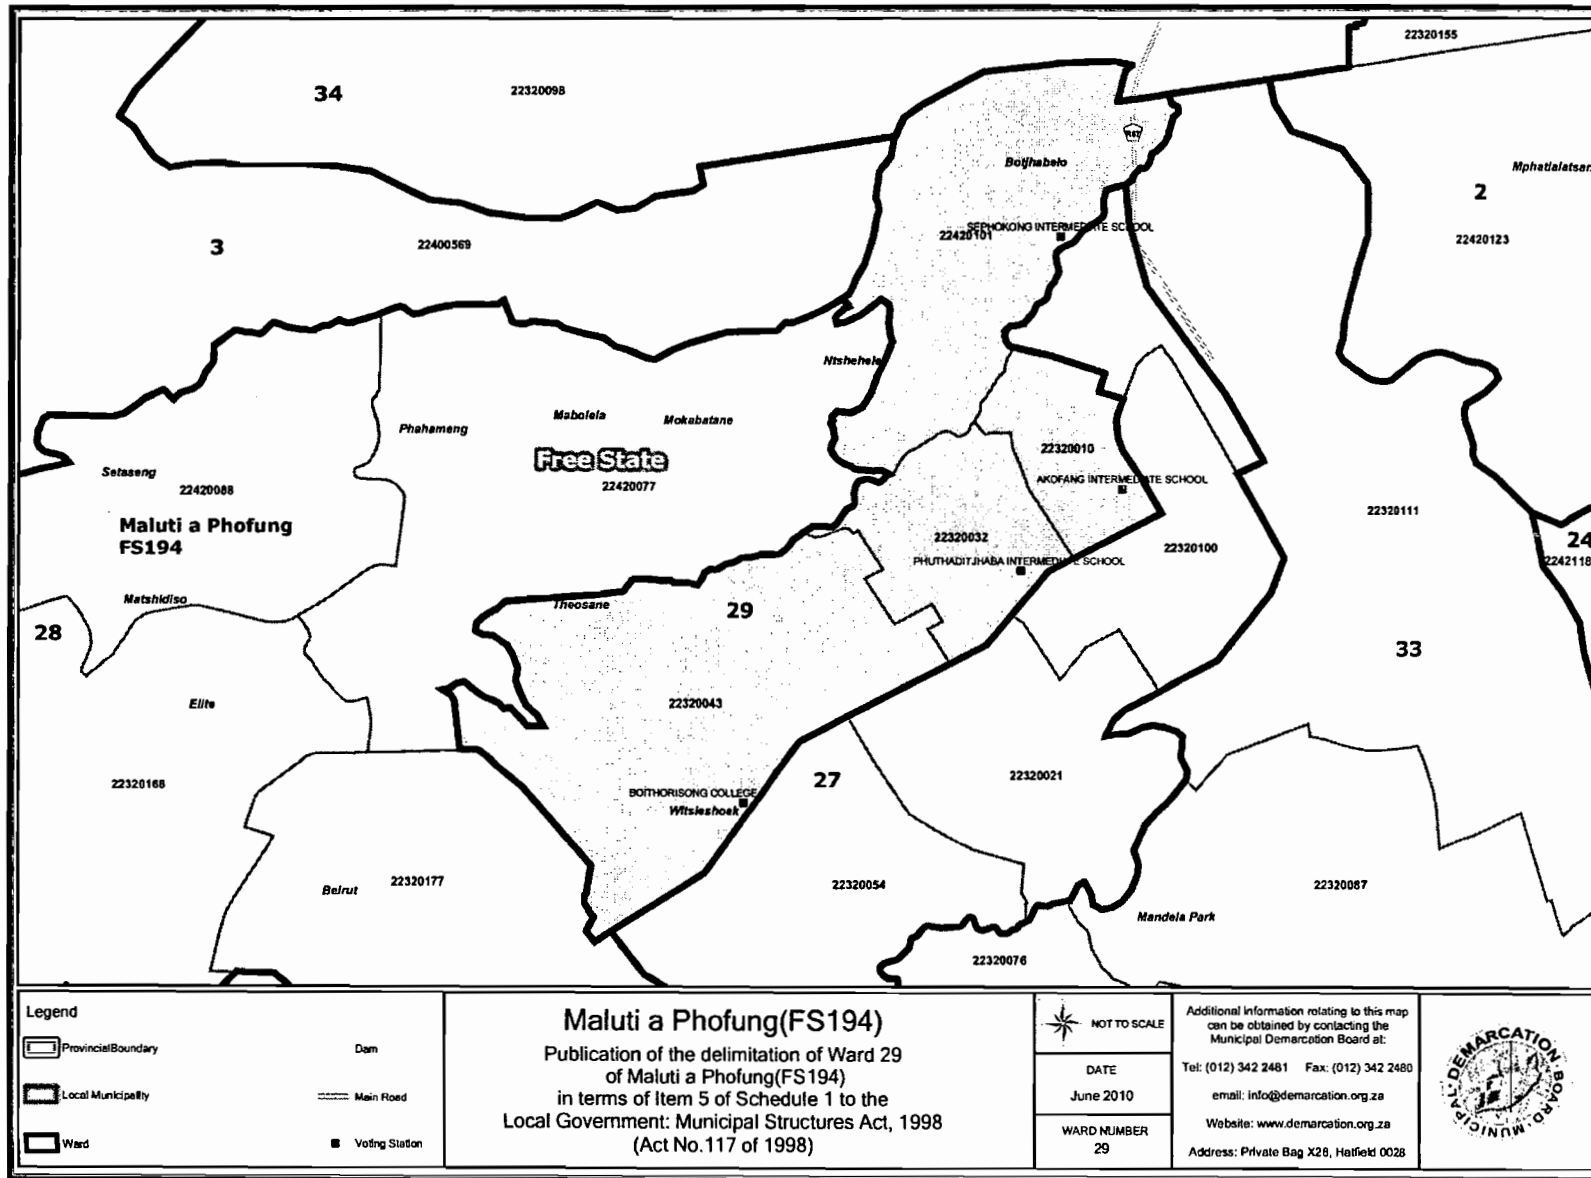 22320155
34
22320098
R57
Botjhabelo
Mphatlalatsan
2
SEPHOKONG INTERMEDIATE SCHOOL
22420101
22420123
3
22400569
Ntshehele
Mabolela
Mokabatane
Phahameng
Free State
22420077
22320010
AKOFANG INTERMEDIATE SCHOOL
Setaseng
22420088
Maluti a Phofung
FS194
22320111
22320032
22320100
24
2242118
PHUTHADITJHABA INTERMEDIATE SCHOOL
Matshidiso
Theosane
29
28
33
Elite
22320043
22320168
22320021
27
BOITHORISONG COLLEGE
Witsieshoek
Beirut
22320177
22320054
22320087
Mandela Park
22320076
Legend
ProvincialBoundary
Dam
Local Municipality
Main Road
Ward
Voting Station
Maluti a Phofung(FS194)
Publication of the delimitation of Ward 29
of Maluti a Phofung(FS194)
in terms of Item 5 of Schedule 1 to the
Local Government: Municipal Structures Act, 1998
(Act No.117 of 1998)
NOT TO SCALE
DATE
June 2010
WARD NUMBER
29
Additional information relating to this map
can be obtained by contacting the
Municipal Demarcation Board at:
Tel: (012) 342 2481 Fax: (012) 342 2480
email: info@demarcation.org.za
Website: www.demarcation.org.za
Address: Private Bag X28, Hatfield 0028
MUNICIPAL DEMARCATION BOARD